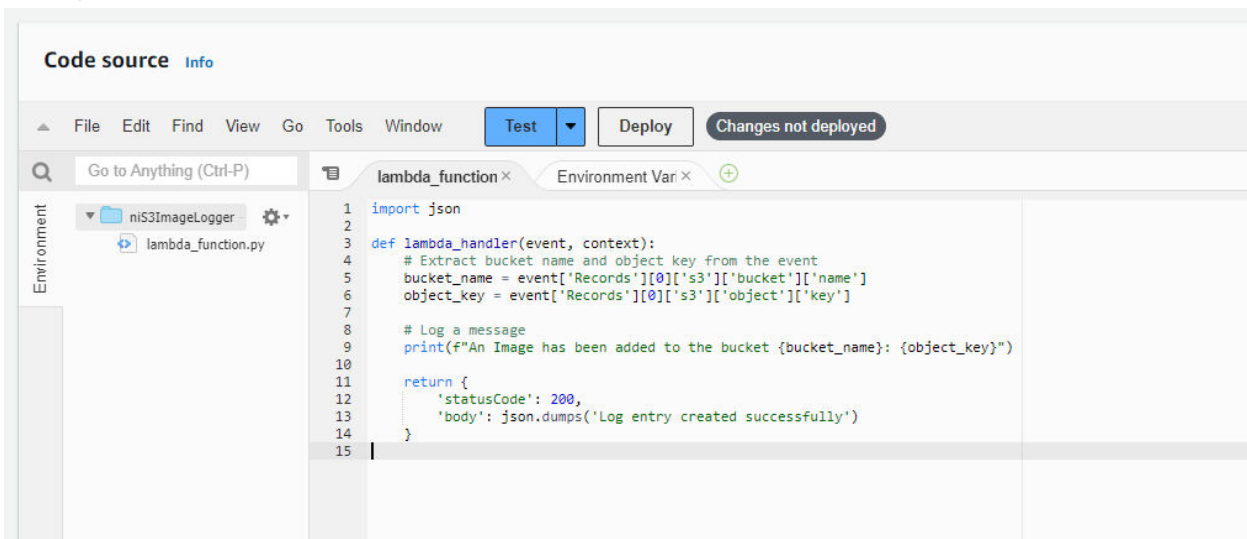 Code source Info
File Edit Find View Go Tools Window Test Deploy Changes not deployed
Go to Anything (Ctrl-P)
lambda_function × Environment Vari ×
Environment
niS3ImageLogger -
lambda_function.py
1 import json
2
3 def lambda_handler(event, context):
4     # Extract bucket name and object key from the event
5     bucket_name = event['Records'][0]['s3']['bucket']['name']
6     object_key = event['Records'][0]['s3']['object']['key']
7
8     # Log a message
9     print(f"An Image has been added to the bucket {bucket_name}: {object_key}")
10
11     return {
12         'statusCode': 200,
13         'body': json.dumps('Log entry created successfully')
14     }
15